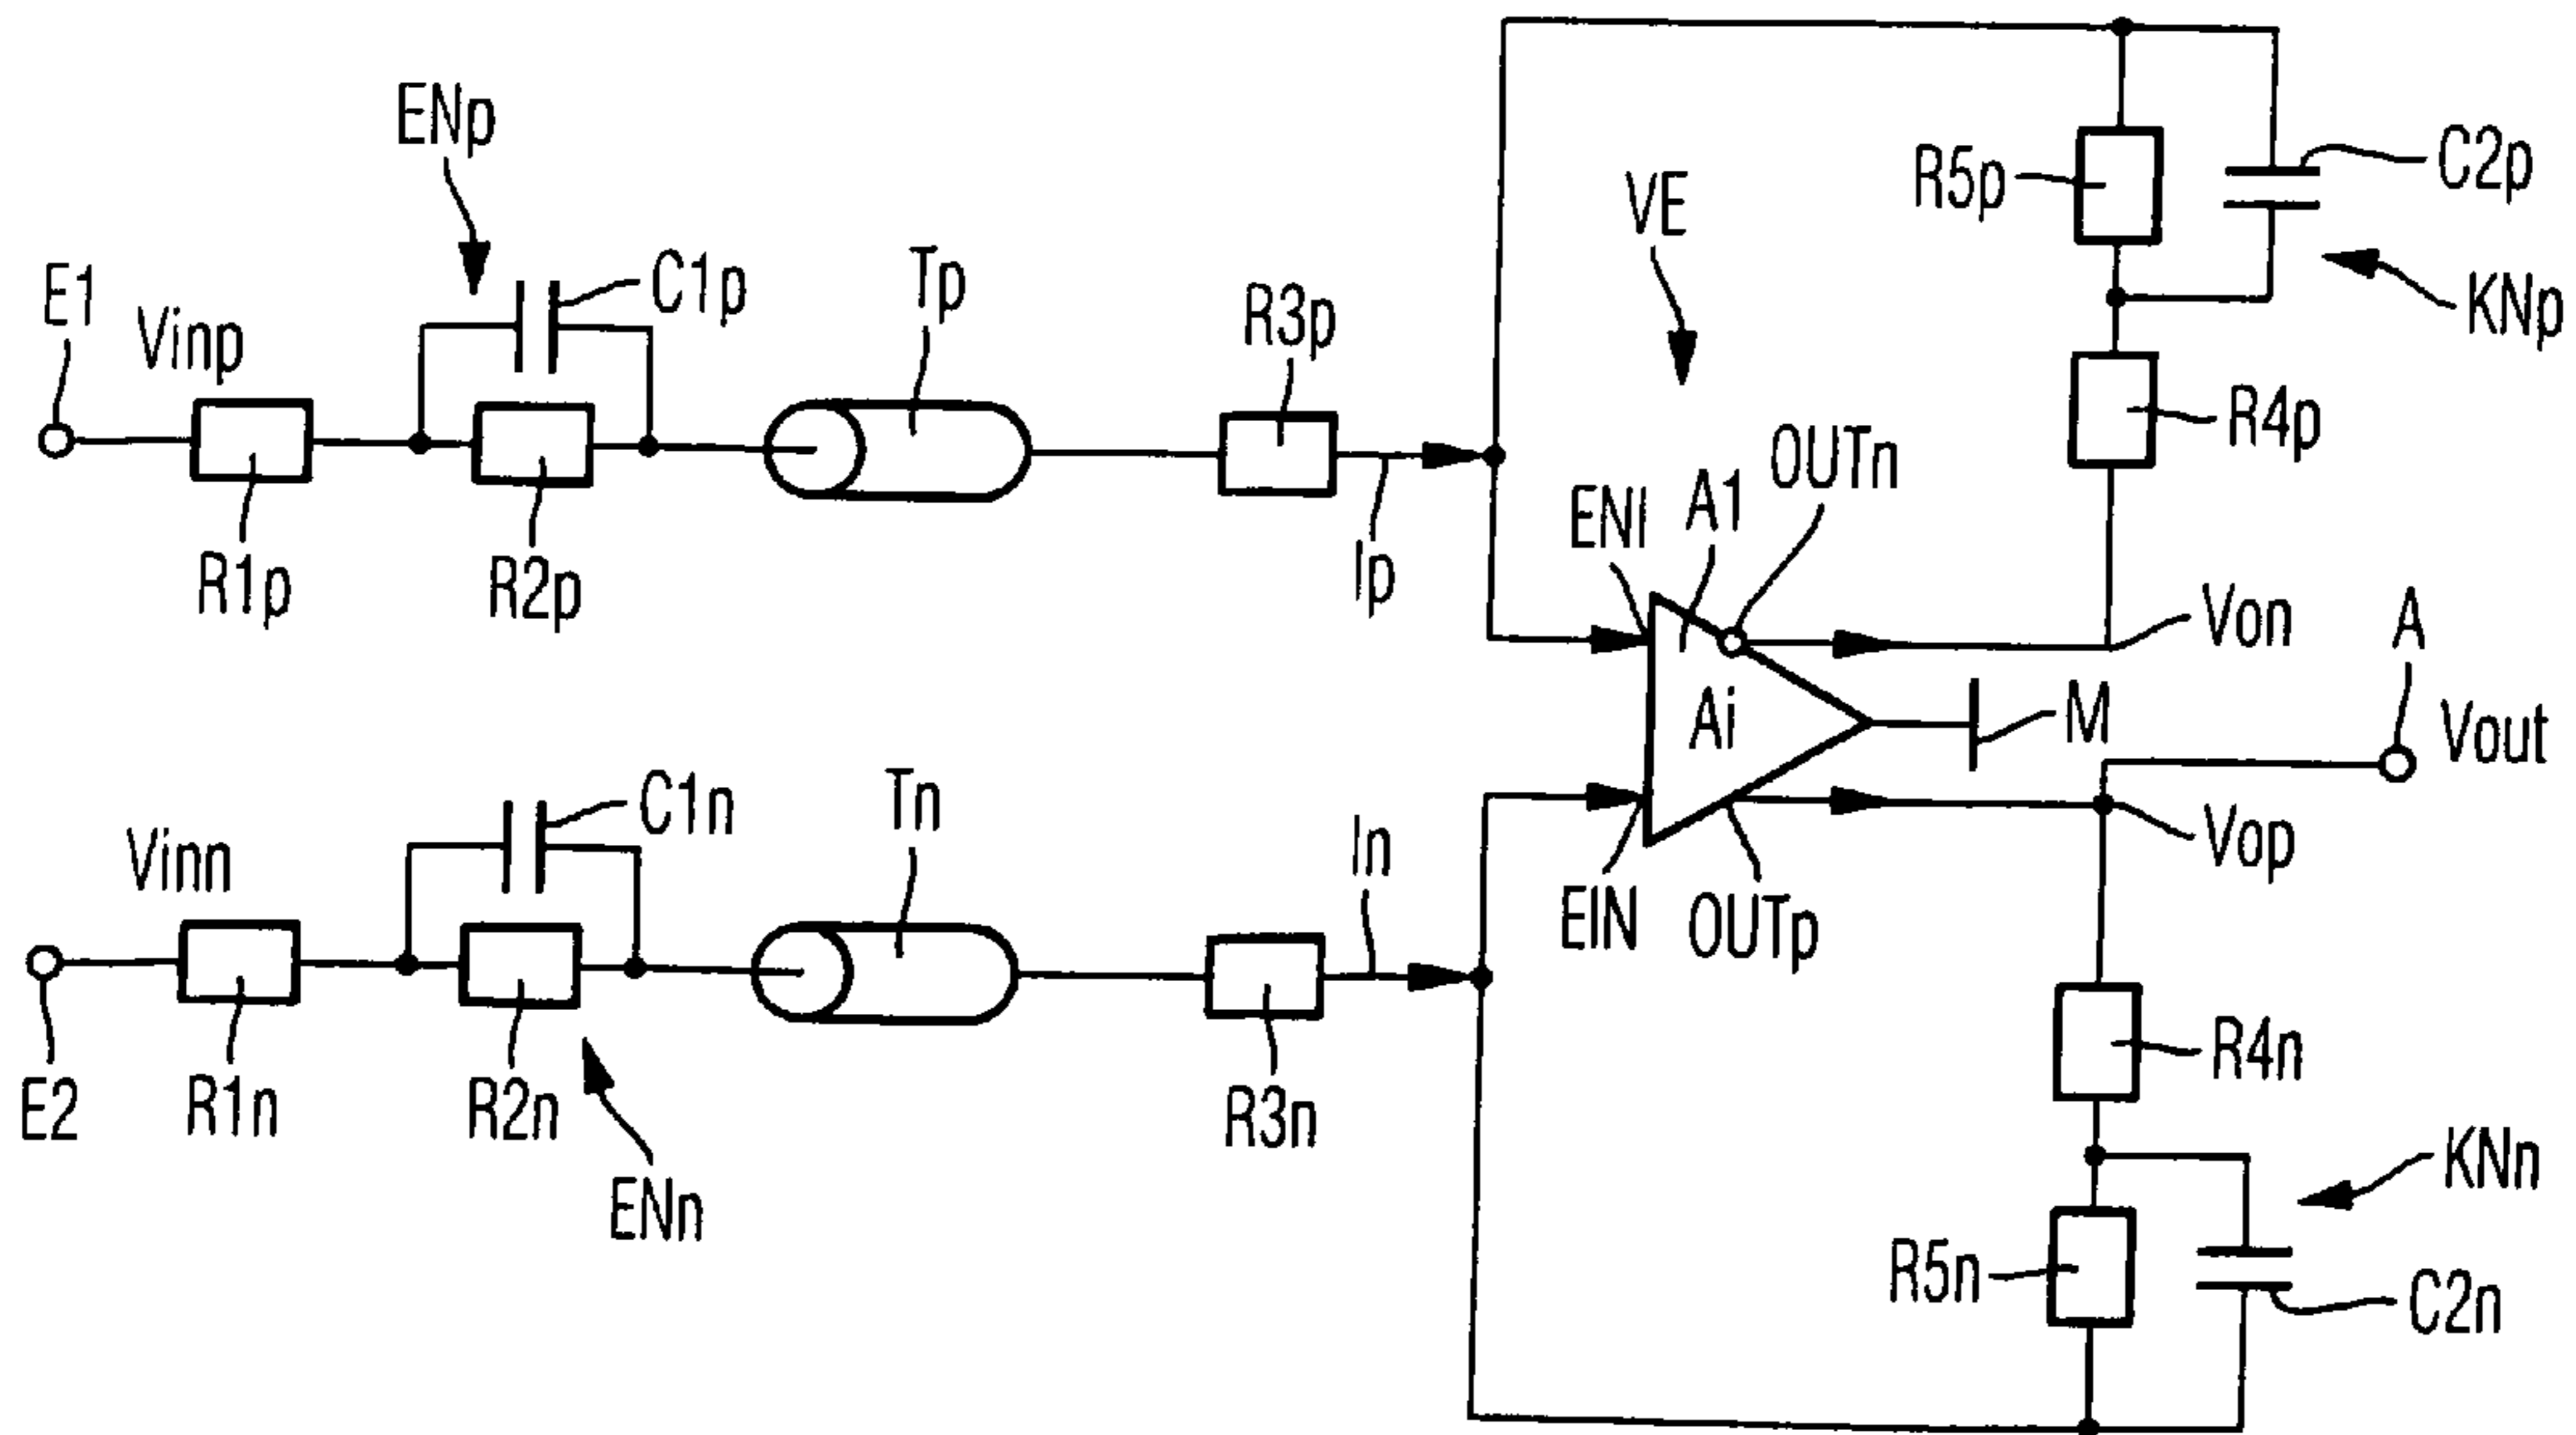 ENp
C2p
R5p
VE
E1
Vinp
C1p
Tp
R3p
KNp
R4p
OUTn
A1
ENI
R1p
R2p
Ip
Von
A
Ai
M
Vout
Vinn
C1n
Tn
In
Vop
EIN
OUTp
R4n
E2
R1n
R2n
R3n
KNn
ENn
R5n
C2n